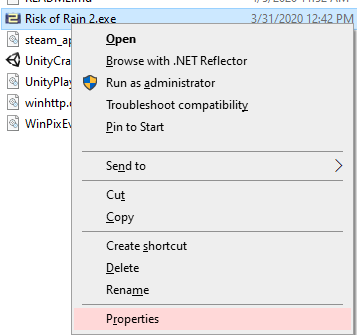 README.md
Risk of Rain 2.exe 3/31/2020 12:42 PM
steam_ap
Open
UnityCra
Browse with .NET Reflector
UnityPlay
Run as administrator
winhttp.d
Troubleshoot compatibility
WinPixEv
Pin to Start
Send to
Cut
Copy
Create shortcut
Delete
Rename
Properties